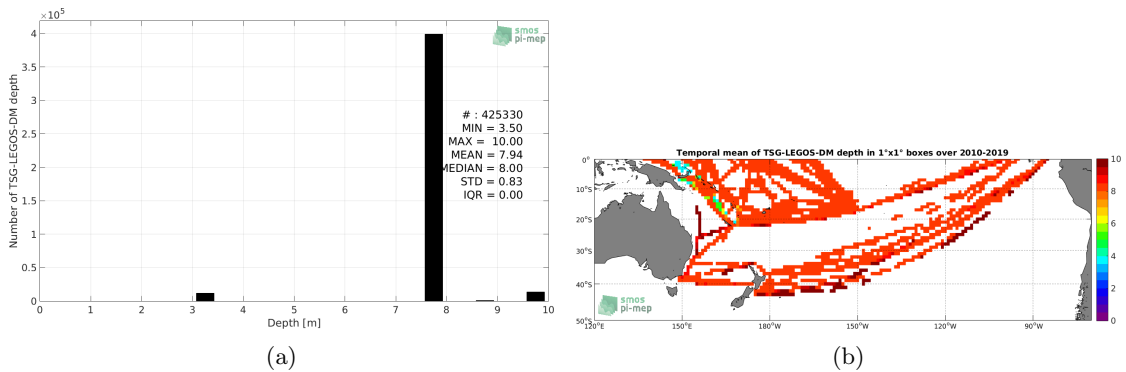 ×10⁵
4
3.5
3
2.5
2
1.5
1
0.5
0
0 1 2 3 4 5 6 7 8 9 10
Depth [m]
Number of TSG-LEGOS-DM depth
smos
pi-mep
# : 425330
MIN = 3.50
MAX = 10.00
MEAN = 7.94
MEDIAN = 8.00
STD = 0.83
IQR = 0.00
(a)
Temporal mean of TSG-LEGOS-DM depth in 1°x1° boxes over 2010-2019
0°
10°S
20°S
30°S
40°S
50°S
120°E 150°E 180°W 150°W 120°W 90°W
smos
pi-mep
10
8
6
4
2
0
(b)